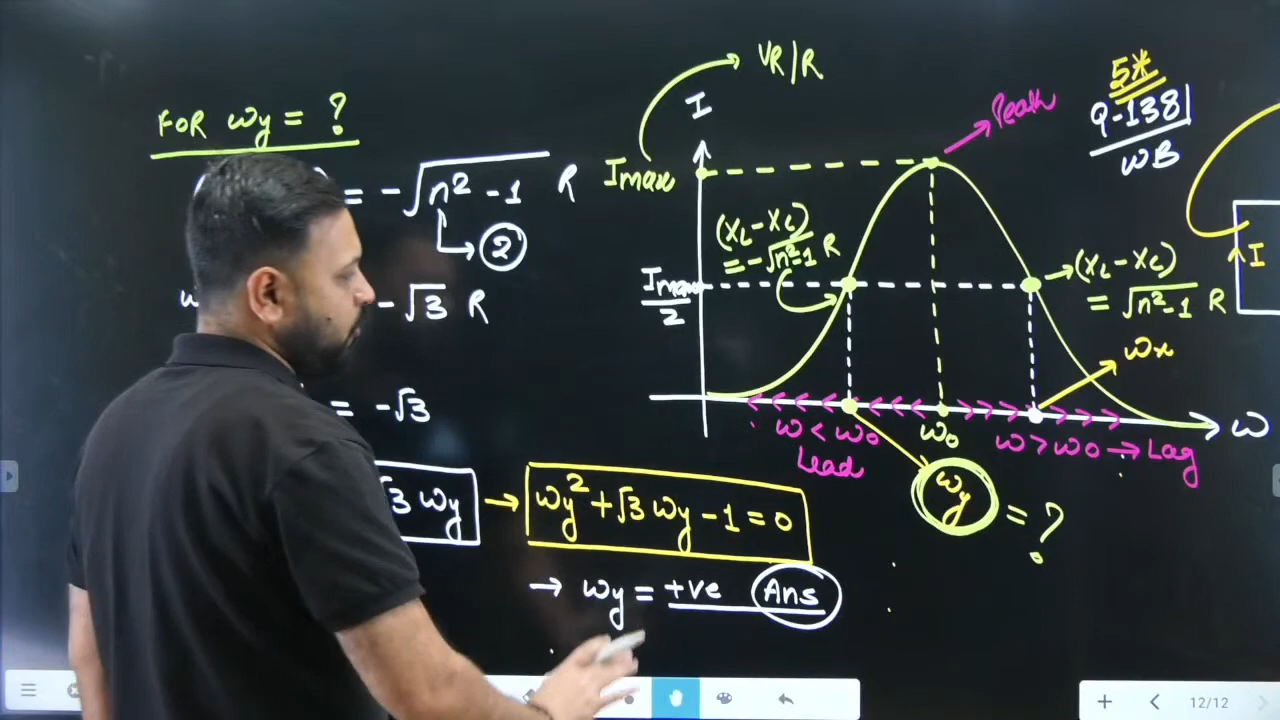 FOR ωy = ?
= -√n²-1 R
2
-√3 R
= -√3
√3 ωy → ωy² + √3 ωy - 1 = 0
→ ωy = +ve Ans
VR/R
I
Peak
Imax
(XL-XC)
= -√n²-1 R
Imax/2
(XL-XC)
= √n²-1 R
ωx
ω < ω0
Lead
ω0
ω > ω0 → Lag
ω
ωy = ?
5*
Q-138
WB
I
12/12